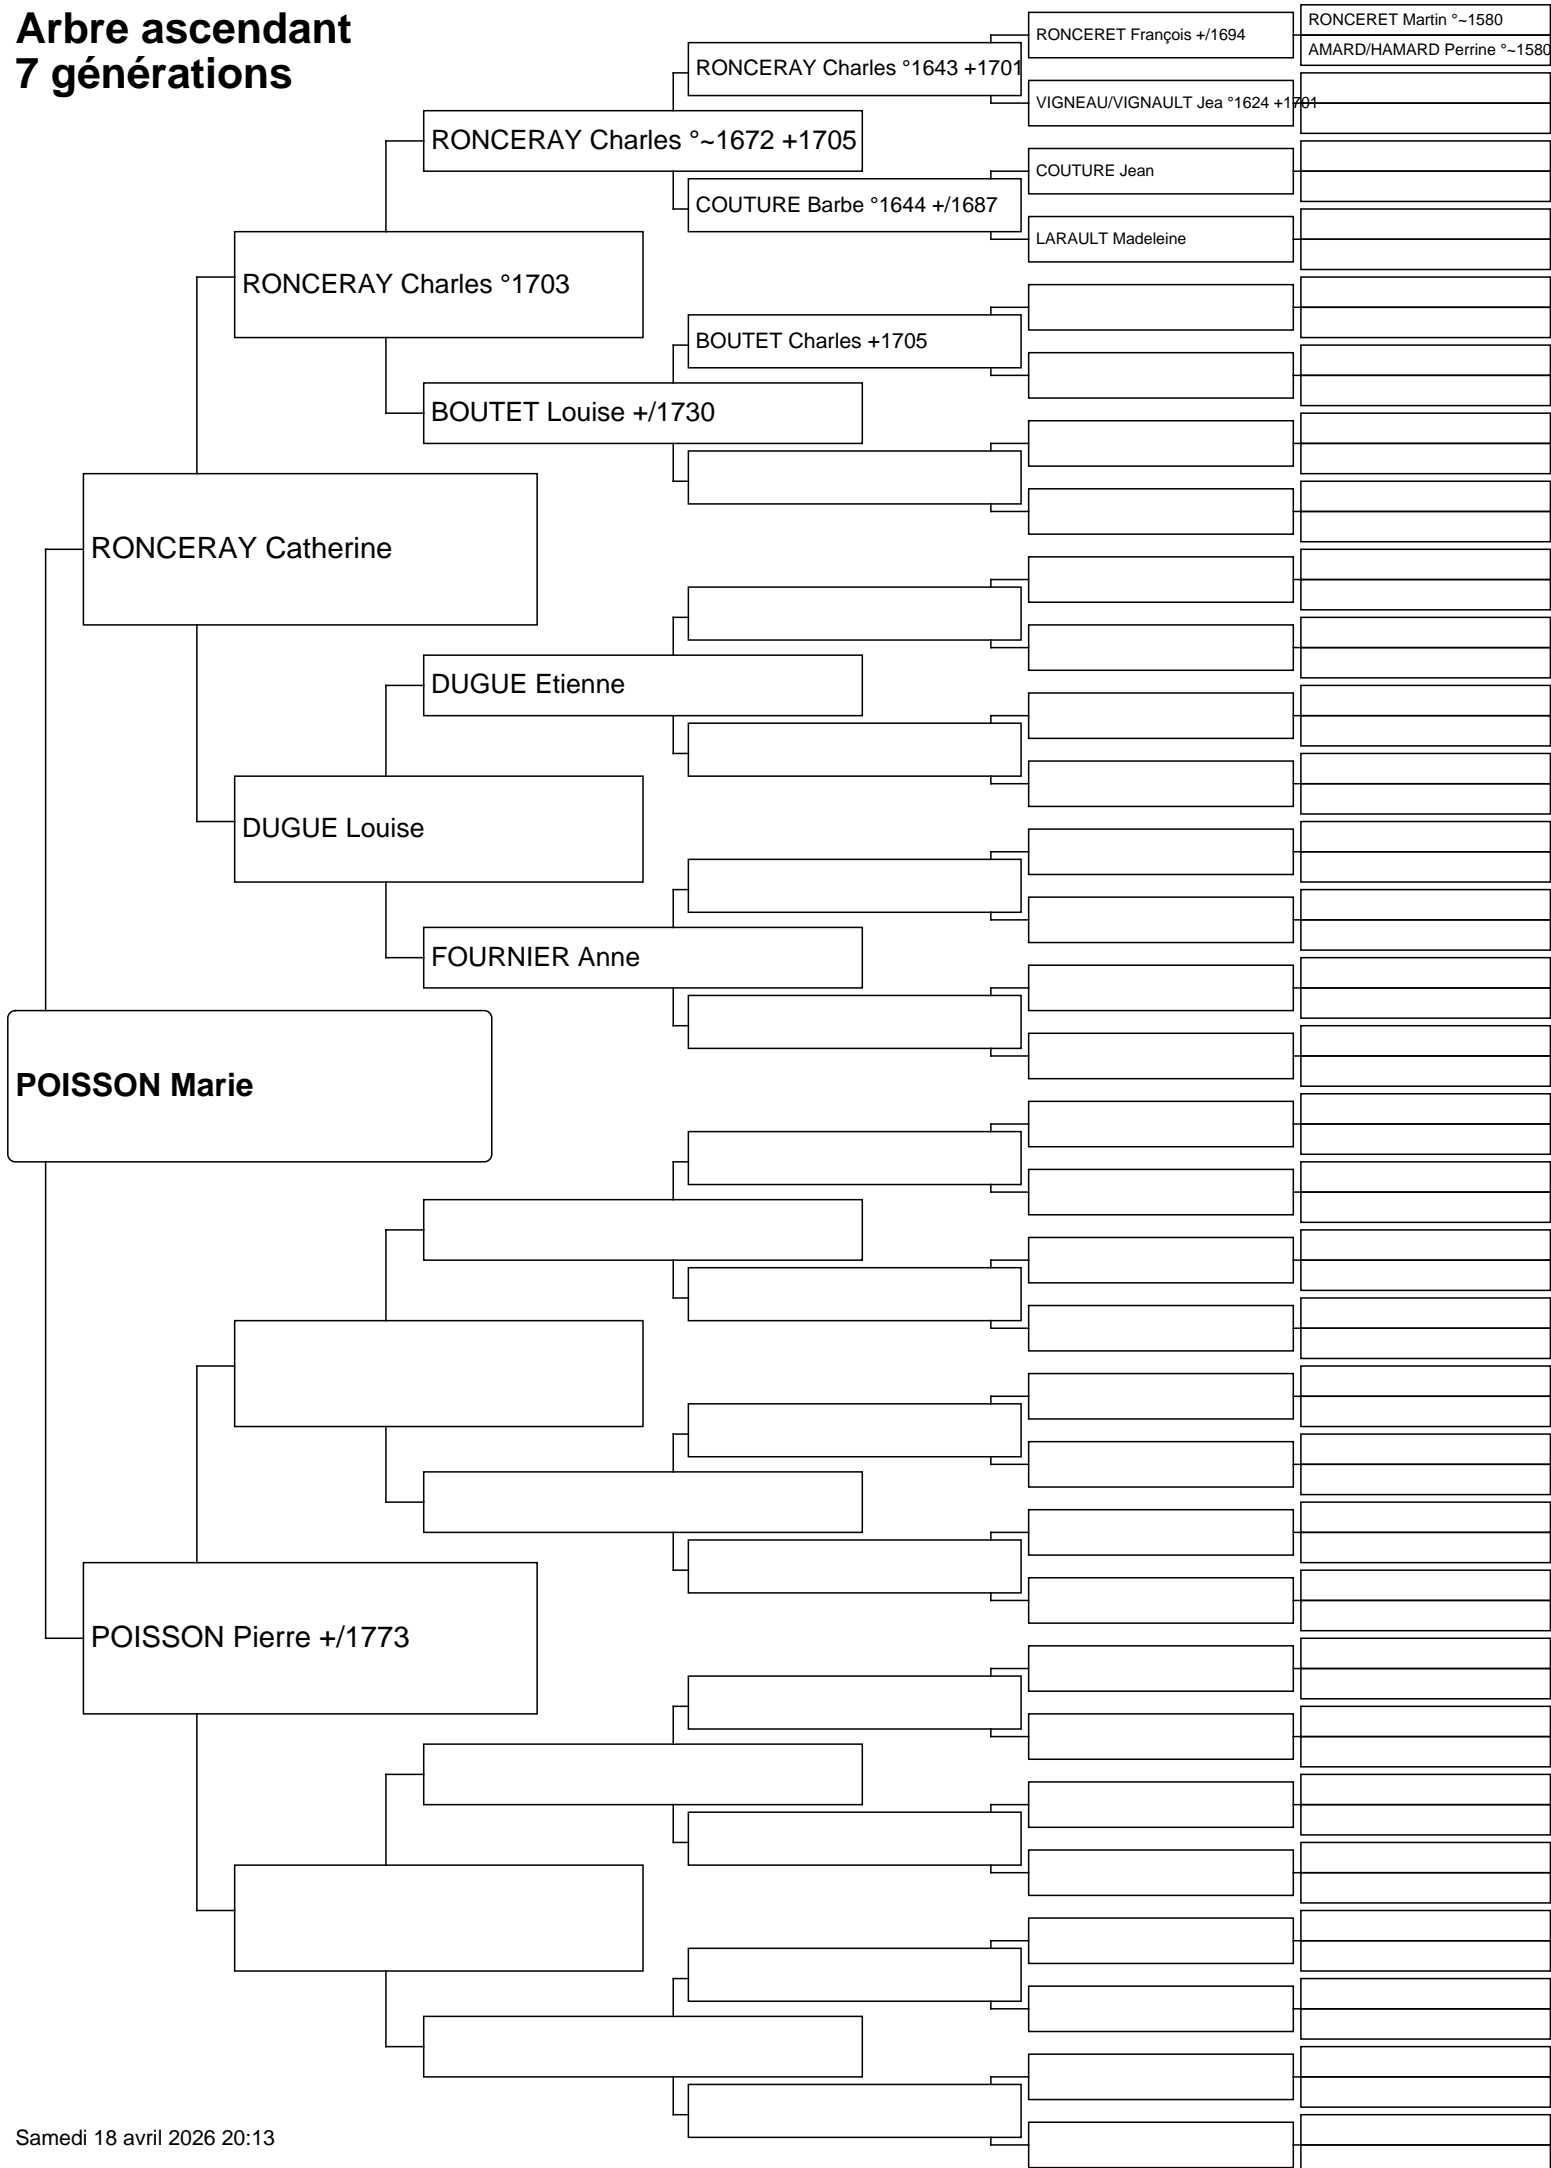 Arbre ascendant
7 générations
RONCERET Martin °~1580
RONCERET François +/1694
AMARD/HAMARD Perrine °~1580
RONCERAY Charles °1643 +1701
VIGNEAU/VIGNAULT Jea °1624 +1701
RONCERAY Charles °~1672 +1705
COUTURE Jean
COUTURE Barbe °1644 +/1687
LARAULT Madeleine
RONCERAY Charles °1703
BOUTET Charles +1705
BOUTET Louise +/1730
RONCERAY Catherine
DUGUE Etienne
DUGUE Louise
FOURNIER Anne
POISSON Marie
POISSON Pierre +/1773
Samedi 18 avril 2026 20:13